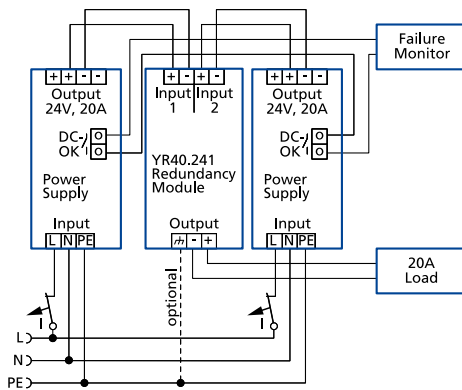 + + - -
Output
24V, 20A
DC-
OK
Power
Supply
Input
L N PE
+ - + -
Input Input
1 2
YR40.241
Redundancy
Module
Output
- +
+ + - -
Output
24V, 20A
DC-
OK
Power
Supply
Input
L N PE
Failure
Monitor
20A
Load
optional
I
I
L
N
PE